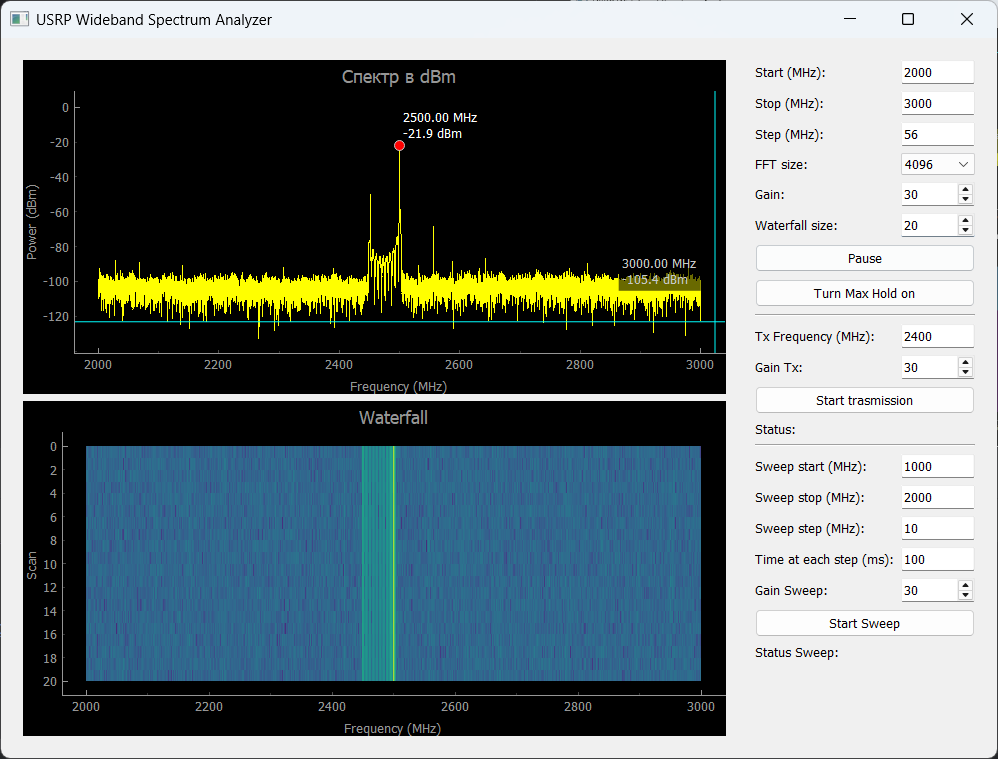 USRP Wideband Spectrum Analyzer
Спектр в dBm
0
-20
-40
-60
-80
-100
-120
Power (dBm)
2500.00 MHz
-21.9 dBm
3000.00 MHz
-105.4 dBm
2000
2200
2400
2600
2800
3000
Frequency (MHz)
Waterfall
0
2
4
6
8
10
12
14
16
18
20
Scan
2000
2200
2400
2600
2800
3000
Frequency (MHz)
Start (MHz): 2000
Stop (MHz): 3000
Step (MHz): 56
FFT size: 4096
Gain: 30
Waterfall size: 20
Pause
Turn Max Hold on
Tx Frequency (MHz): 2400
Gain Tx: 30
Start trasmission
Status:
Sweep start (MHz): 1000
Sweep stop (MHz): 2000
Sweep step (MHz): 10
Time at each step (ms): 100
Gain Sweep: 30
Start Sweep
Status Sweep: